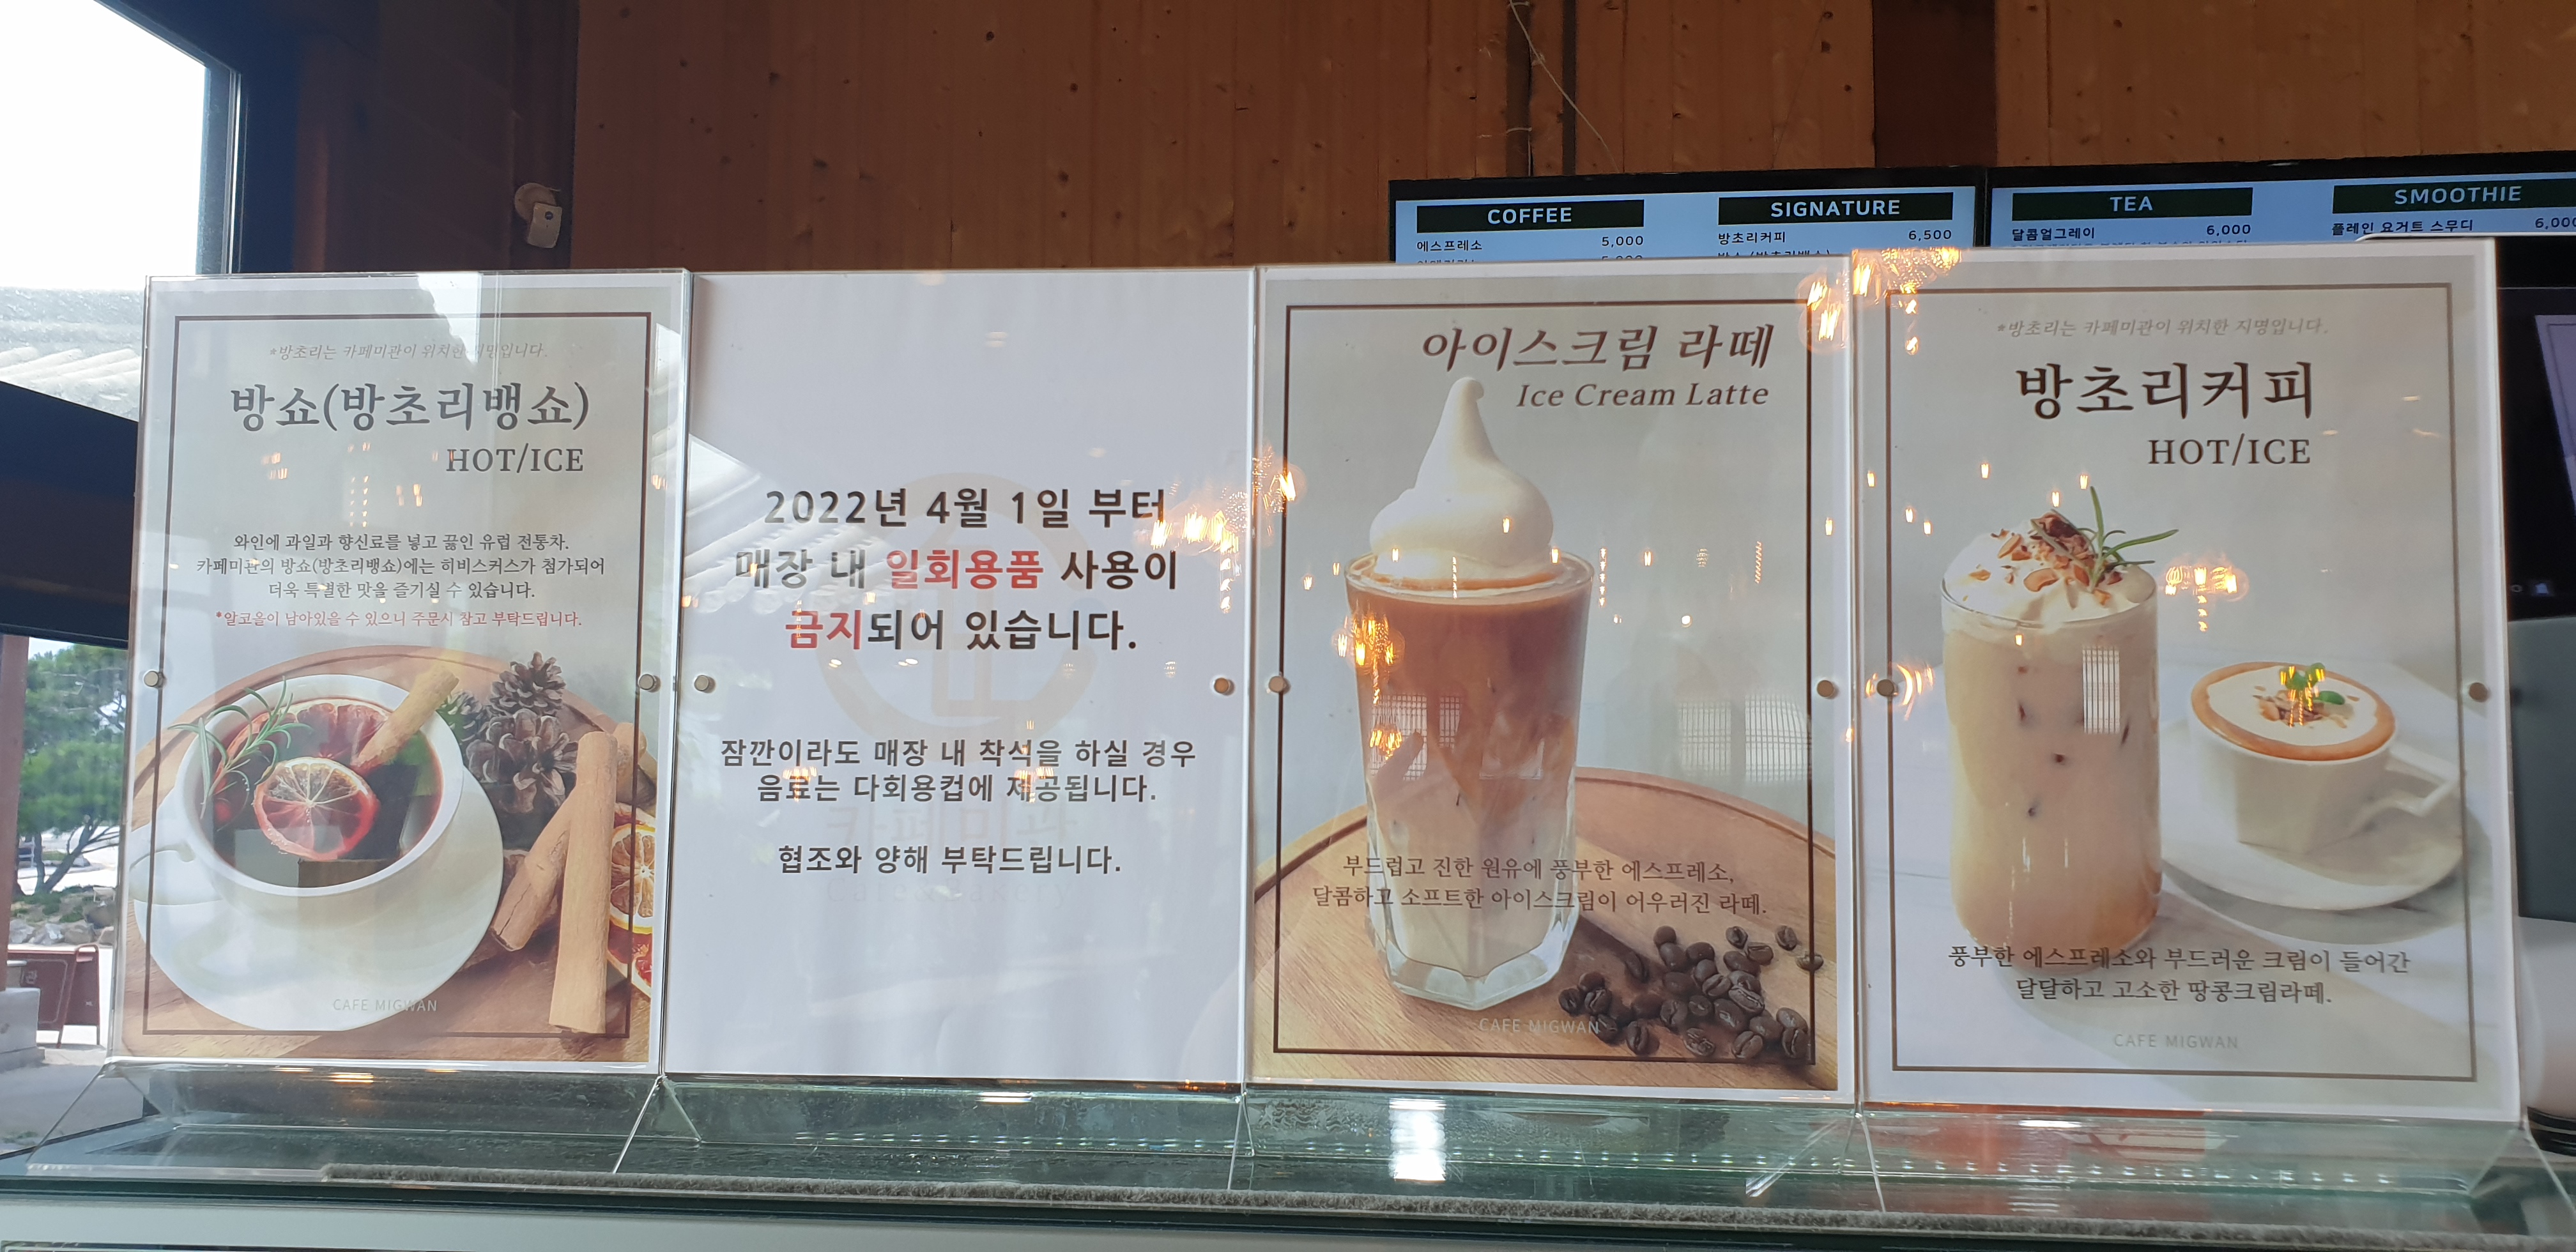 COFFEE
에스프레소 5,000
SIGNATURE
방초리커피 6,500
TEA
달콤얼그레이 6,000
SMOOTHIE
플레인 요거트 스무디 6,000
*방초리는 카페미관이 위치한 지명입니다.
방쇼(방초리뱅쇼)
HOT/ICE
와인에 과일과 향신료를 넣고 끓인 유럽 전통차.
카페미관의 방쇼(방초리뱅쇼)에는 히비스커스가 첨가되어
더욱 특별한 맛을 즐기실 수 있습니다.
*알코올이 남아있을 수 있으니 주문시 참고 부탁드립니다.
CAFE MIGWAN
2022년 4월 1일 부터
매장 내 일회용품 사용이
금지되어 있습니다.
잠깐이라도 매장 내 착석을 하실 경우
음료는 다회용컵에 제공됩니다.
카페미관
협조와 양해 부탁드립니다.
Cafe&Bakery
아이스크림 라떼
Ice Cream Latte
부드럽고 진한 원유에 풍부한 에스프레소,
달콤하고 소프트한 아이스크림이 어우러진 라떼.
CAFE MIGWAN
*방초리는 카페미관이 위치한 지명입니다.
방초리커피
HOT/ICE
풍부한 에스프레소와 부드러운 크림이 들어간
달달하고 고소한 땅콩크림라떼.
CAFE MIGWAN